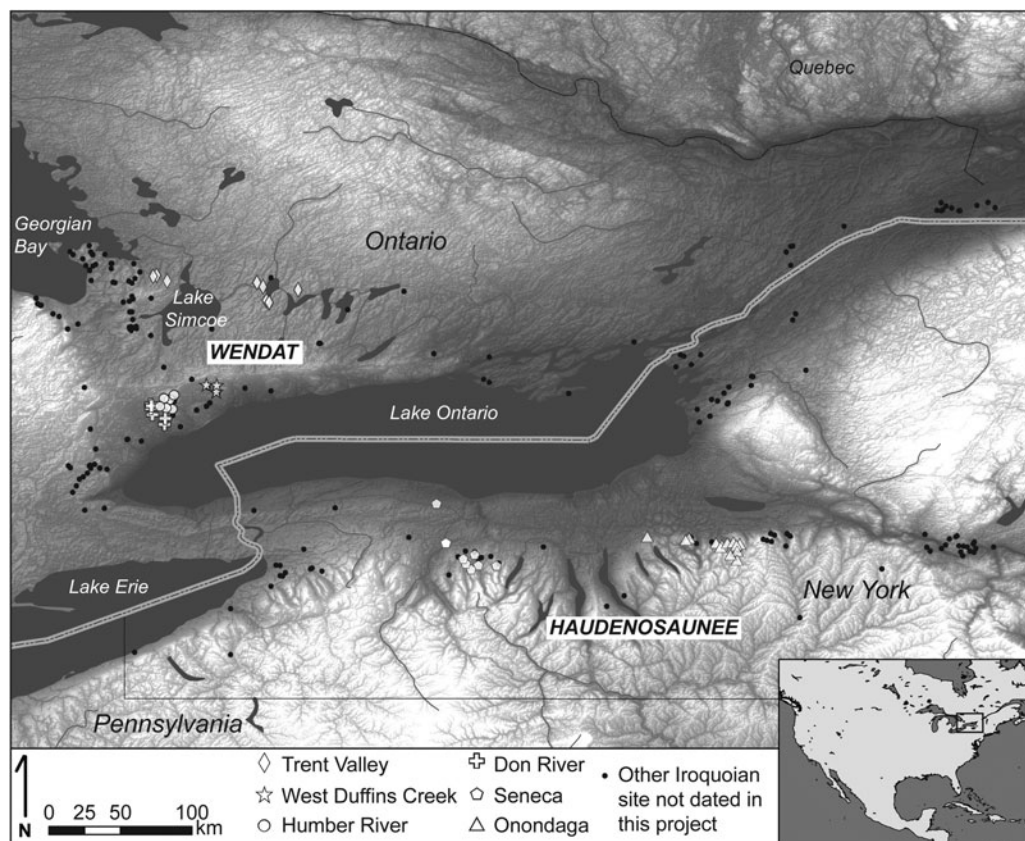 Quebec
Georgian
Bay
Ontario
Lake
Simcoe
WENDAT
Lake Ontario
Lake Erie
New York
HAUDENOSAUNEE
Pennsylvania
N
0 25 50 100
km
Trent Valley
West Duffins Creek
Humber River
Don River
Seneca
Onondaga
Other Iroquoian
site not dated in
this project